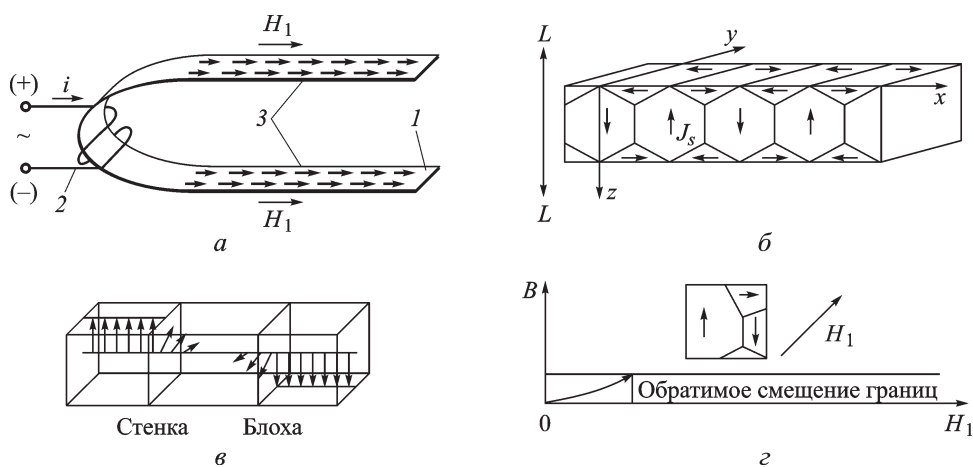 H₁
(+)
i
~
3
1
(–)
2
H₁
а
L
y
x
Jₛ
L
z
б
Стенка Блоха
в
B
H₁
Обратимое смещение границ
0
H₁
г